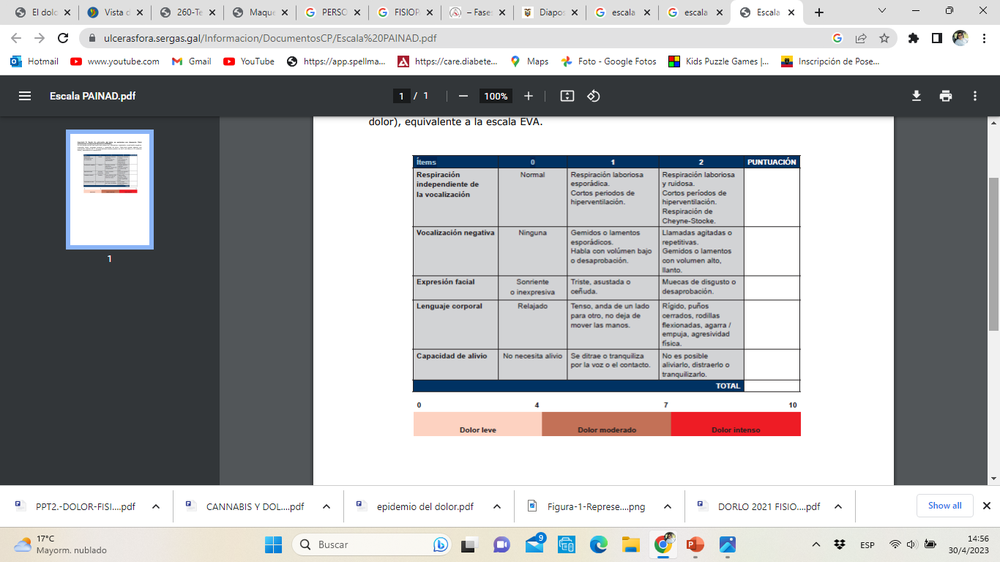 El dolo
Vista d
260-Te
Maque
PERSO
FISIOP
– Fases
Diapos
escala
escala
Escala
ulcerasfora.sergas.gal/Informacion/DocumentosCP/Escala%20PAINAD.pdf
Hotmail
www.youtube.com
Gmail
YouTube
https://app.spellma...
https://care.diabete...
Maps
Foto - Google Fotos
Kids Puzzle Games |...
Inscripción de Pose...
Escala PAINAD.pdf
1 / 1
100%
1
dolor), equivalente a la escala EVA.
Ítems 0 1 2 PUNTUACIÓN
Respiración
independiente de
la vocalización
Normal
Respiración laboriosa
esporádica.
Cortos periodos de
hiperventilación.
Respiración laboriosa
y ruidosa.
Cortos períodos de
hiperventilación.
Respiración de
Cheyne-Stocke.
Vocalización negativa
Ninguna
Gemidos o lamentos
esporádicos.
Habla con volúmen bajo
o desaprobación.
Llamadas agitadas o
repetitivas.
Gemidos o lamentos
con volumen alto,
llanto.
Expresión facial
Sonriente
o inexpresiva
Triste, asustada o
ceñuda.
Muecas de disgusto o
desaprobación.
Lenguaje corporal
Relajado
Tenso, anda de un lado
para otro, no deja de
mover las manos.
Rígido, puños
cerrados, rodillas
flexionadas, agarra /
empuja, agresividad
física.
Capacidad de alivio
No necesita alivio
Se ditrae o tranquiliza
por la voz o el contacto.
No es posible
aliviarlo, distraerlo o
tranquilizarlo.
TOTAL
0 4 7 10
Dolor leve
Dolor moderado
Dolor intenso
PPT2.-DOLOR-FISI....pdf
CANNABIS Y DOL....pdf
epidemio del dolor.pdf
Figura-1-Represe....png
DORLO 2021 FISIO....pdf
Show all
17°C
Mayorm. nublado
Buscar
9
ESP
14:56
30/4/2023